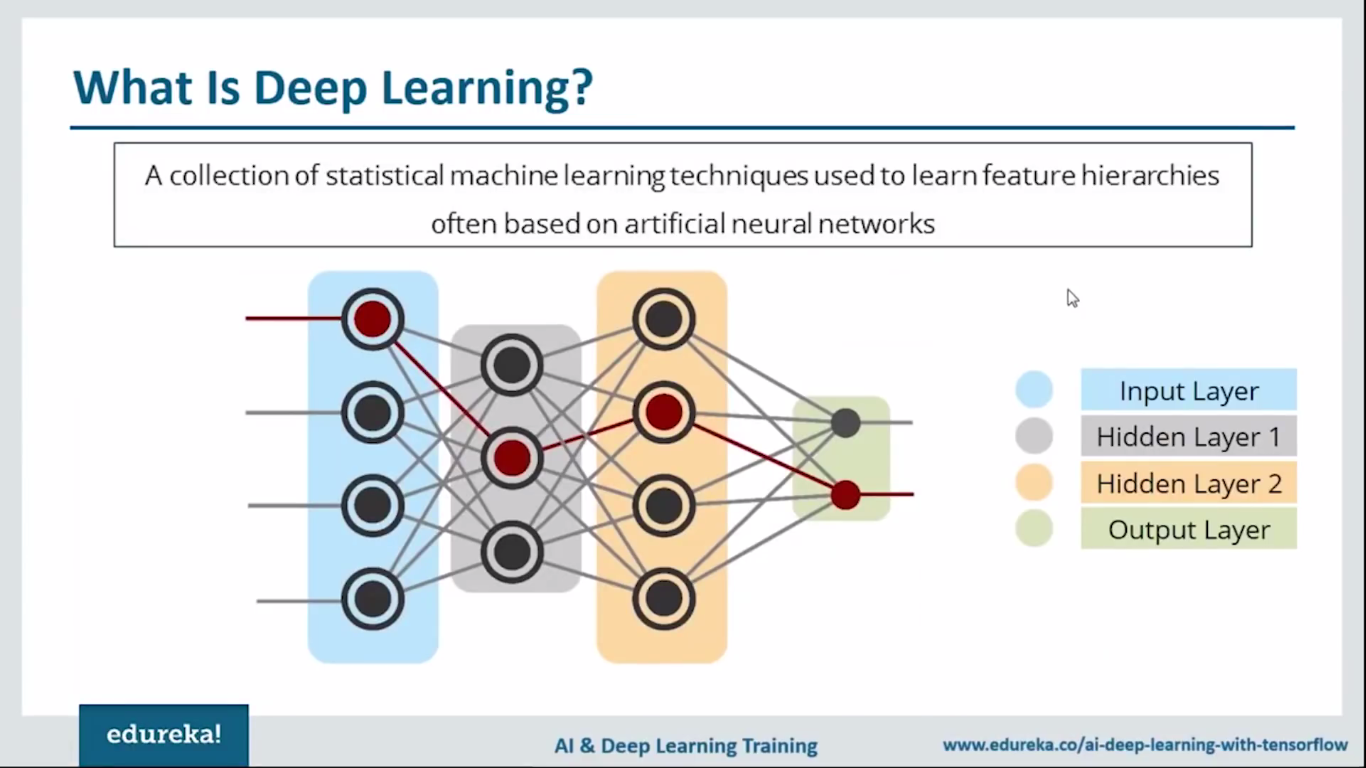 What Is Deep Learning?
A collection of statistical machine learning techniques used to learn feature hierarchies
often based on artificial neural networks
Input Layer
Hidden Layer 1
Hidden Layer 2
Output Layer
edureka!
AI & Deep Learning Training
www.edureka.co/ai-deep-learning-with-tensorflow